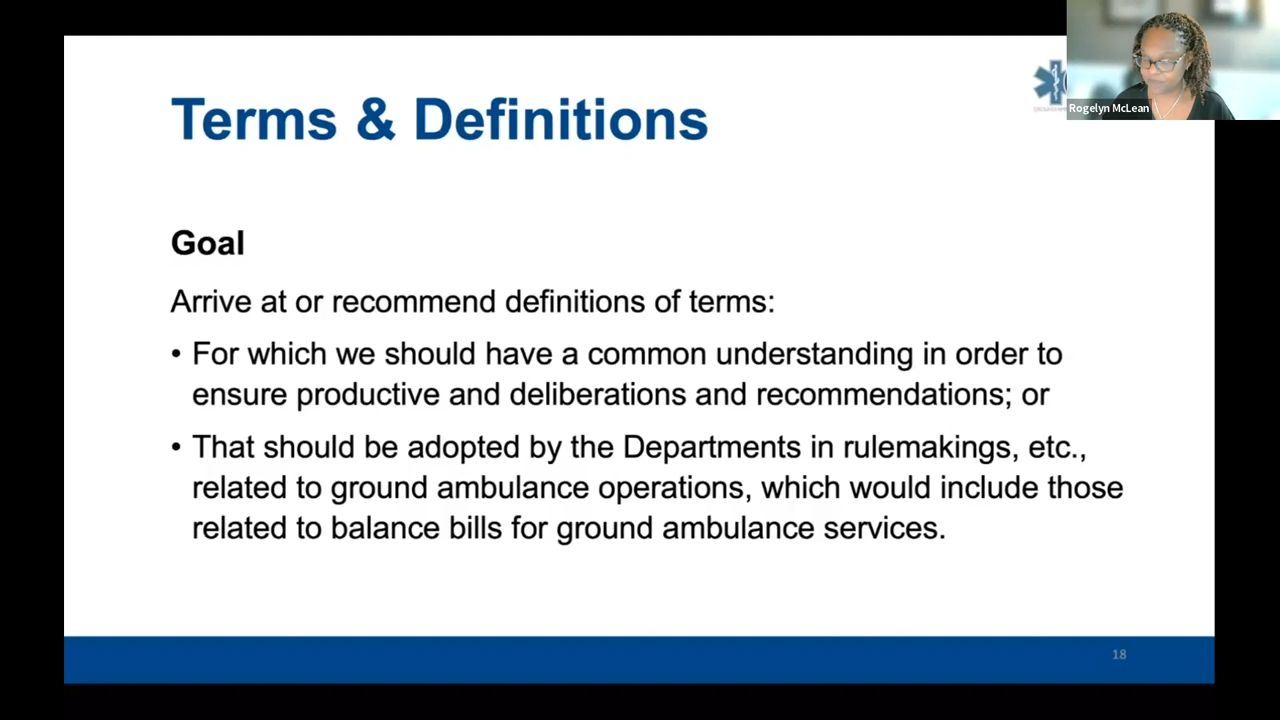 Terms & Definitions
Rogelyn McLean
Goal
Arrive at or recommend definitions of terms:
• For which we should have a common understanding in order to
ensure productive and deliberations and recommendations; or
• That should be adopted by the Departments in rulemakings, etc.,
related to ground ambulance operations, which would include those
related to balance bills for ground ambulance services.
18